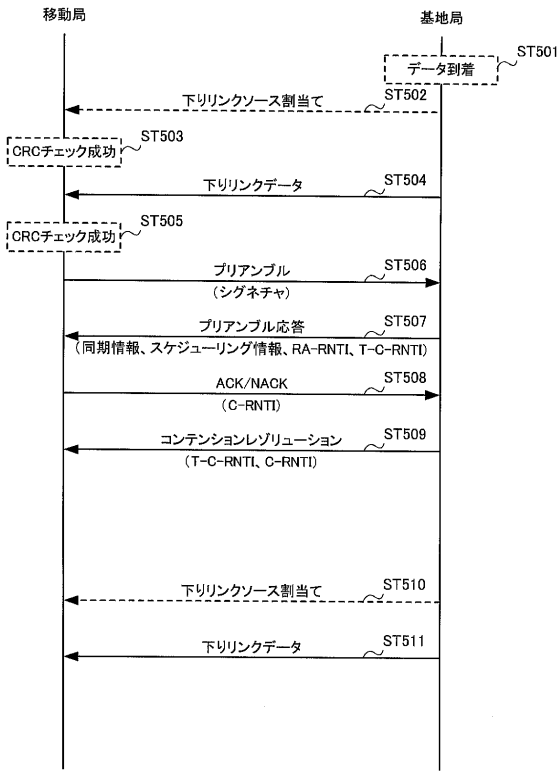 移動局
基地局
データ到着
ST501
下りリンクソース割当て
ST502
CRCチェック成功
ST503
下りリンクデータ
ST504
CRCチェック成功
ST505
プリアンブル
ST506
(シグネチャ)
プリアンブル応答
ST507
(同期情報、スケジューリング情報、RA-RNTI、T-C-RNTI)
ACK/NACK
ST508
(C-RNTI)
コンテンションレゾリューション
ST509
(T-C-RNTI、C-RNTI)
下りリンクソース割当て
ST510
下りリンクデータ
ST511